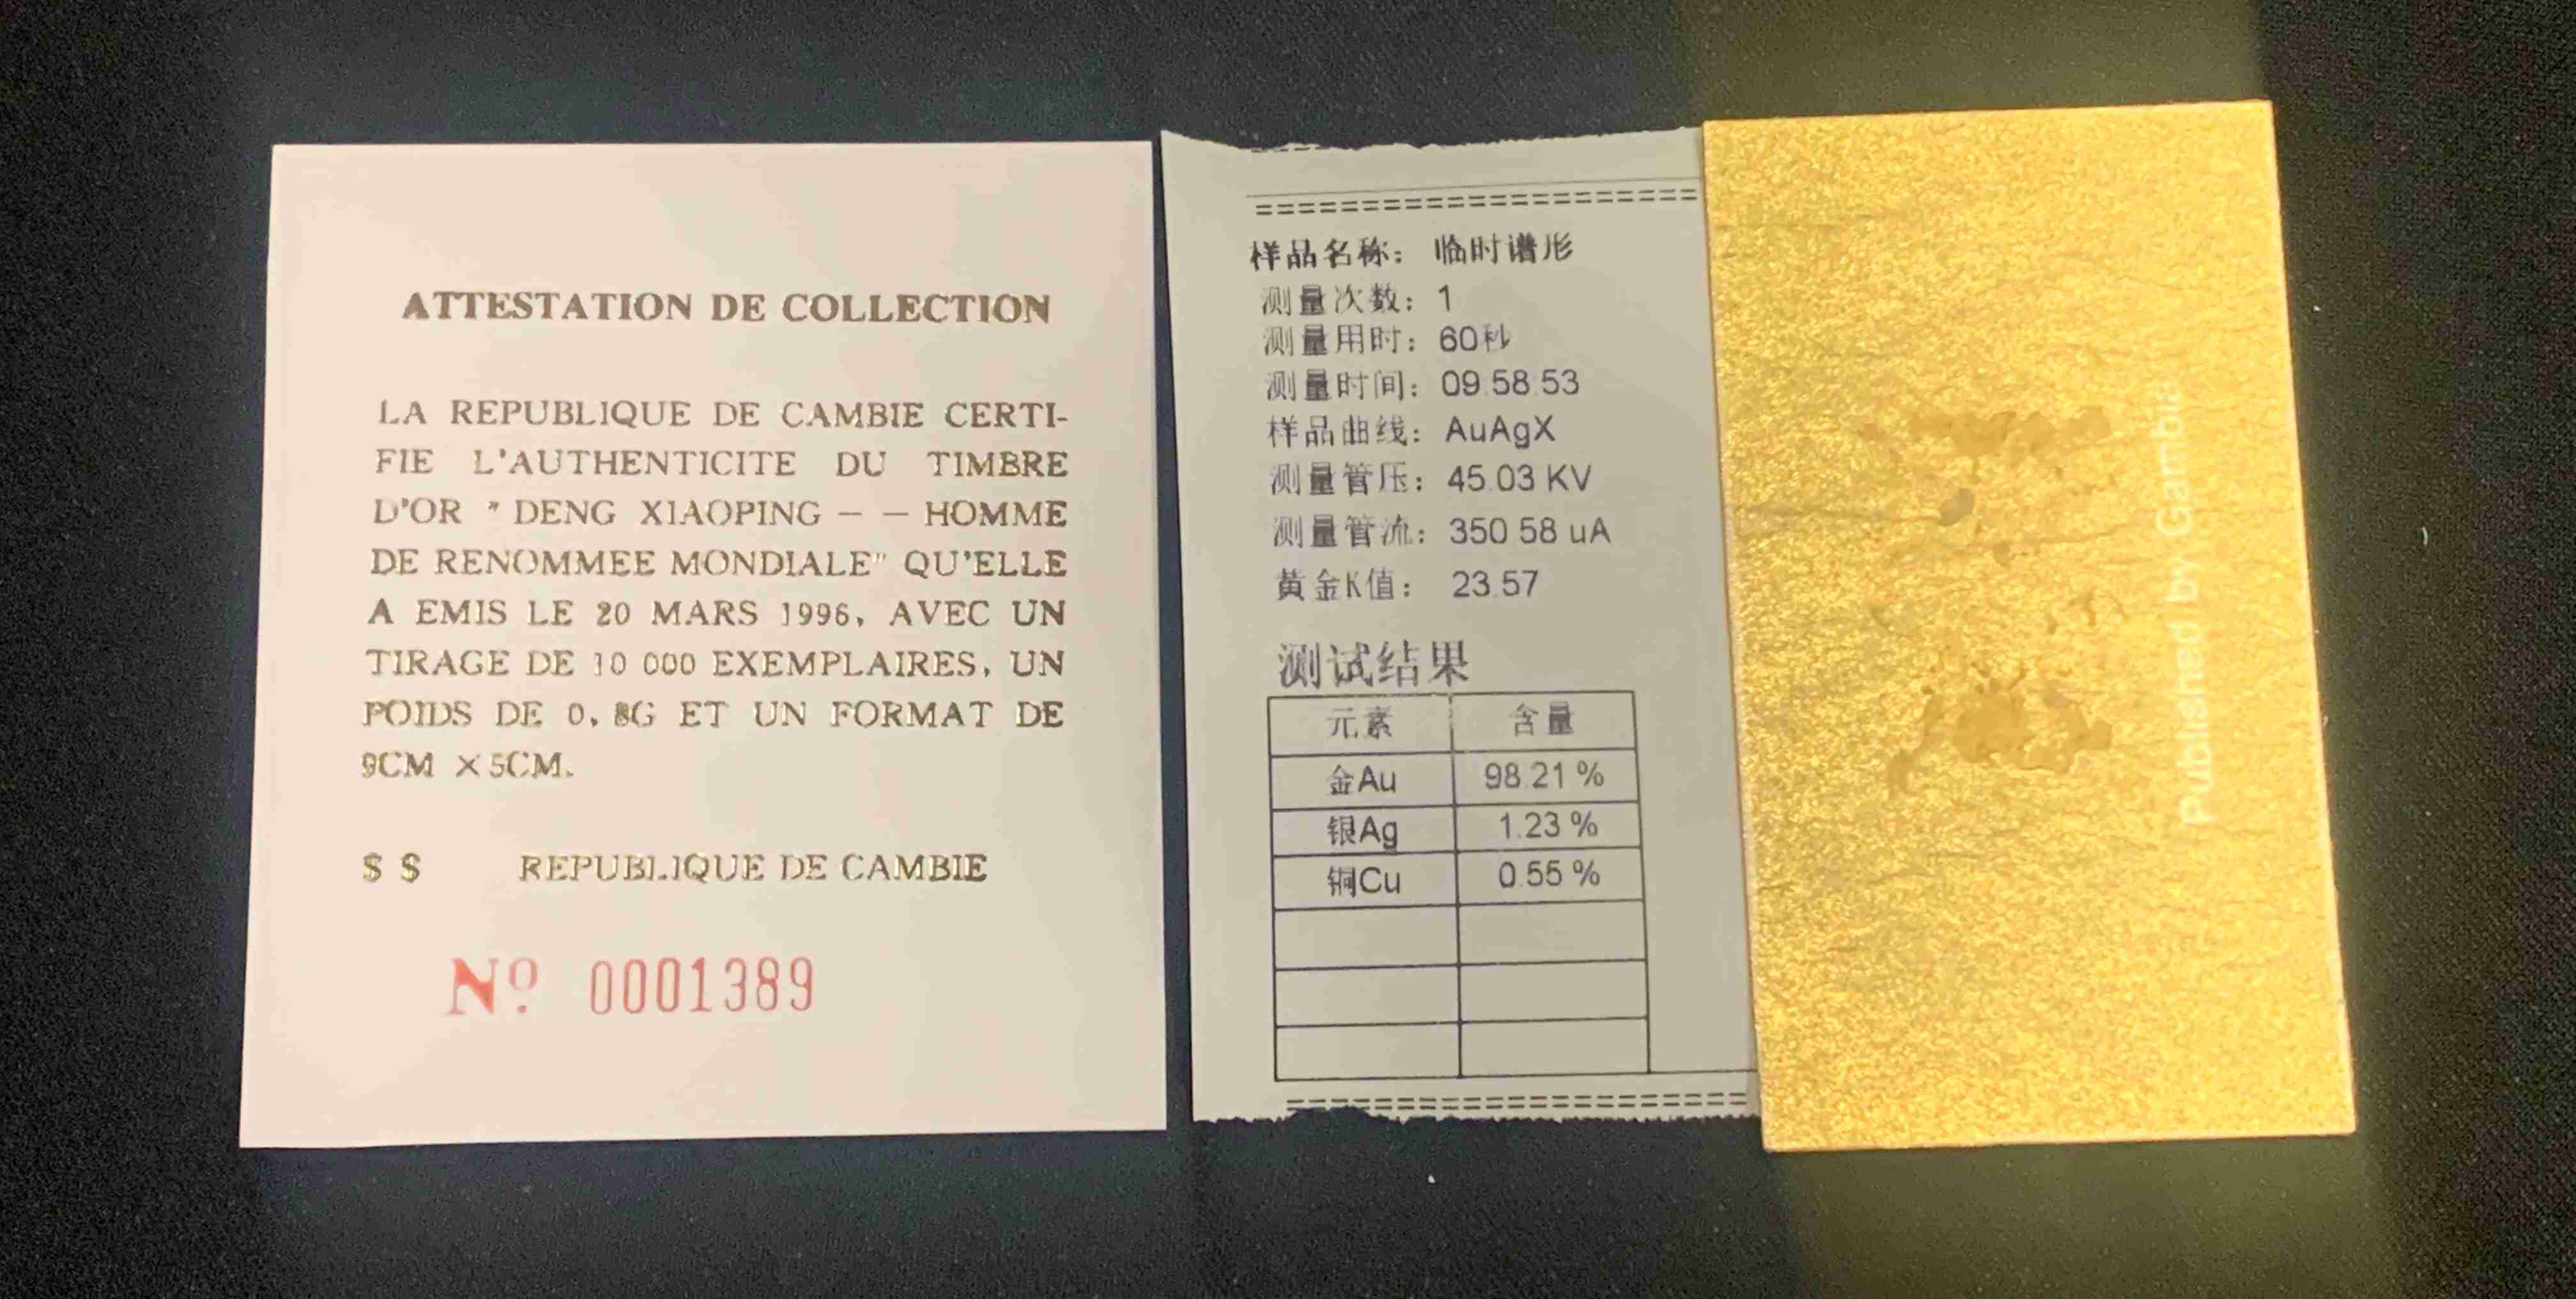 ATTESTATION DE COLLECTION
LA REPUBLIQUE DE CAMBIE CERTI-
FIE L'AUTHENTICITE DU TIMBRE
D'OR "DENG XIAOPING – – HOMME
DE RENOMMEE MONDIALE" QU'ELLE
A EMIS LE 20 MARS 1996, AVEC UN
TIRAGE DE 10 000 EXEMPLAIRES, UN
POIDS DE 0.8G ET UN FORMAT DE
9CM ×5CM.
$ $ REPUBLIQUE DE CAMBIE
Nº 0001389
=====================
样品名称: 临时谱形
测量次数: 1
测量用时: 60秒
测量时间: 09:58:53
样品曲线: AuAgX
测量管压: 45.03 KV
测量管流: 350.58 uA
黄金K值: 23.57
测试结果
元素 含量
金Au 98.21 %
银Ag 1.23 %
铜Cu 0.55 %
=====================
Published by Gambia